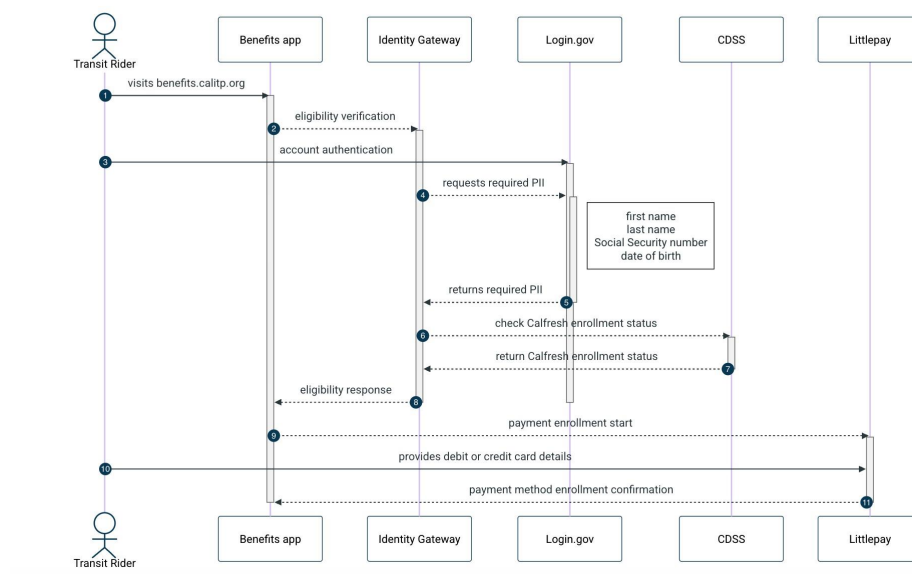 Transit Rider
Benefits app
Identity Gateway
Login.gov
CDSS
Littlepay
visits benefits.calitp.org
1
eligibility verification
2
account authentication
3
requests required PII
4
first name
last name
Social Security number
date of birth
returns required PII
5
check Calfresh enrollment status
6
return Calfresh enrollment status
7
eligibility response
8
payment enrollment start
9
provides debit or credit card details
10
payment method enrollment confirmation
11
Transit Rider
Benefits app
Identity Gateway
Login.gov
CDSS
Littlepay